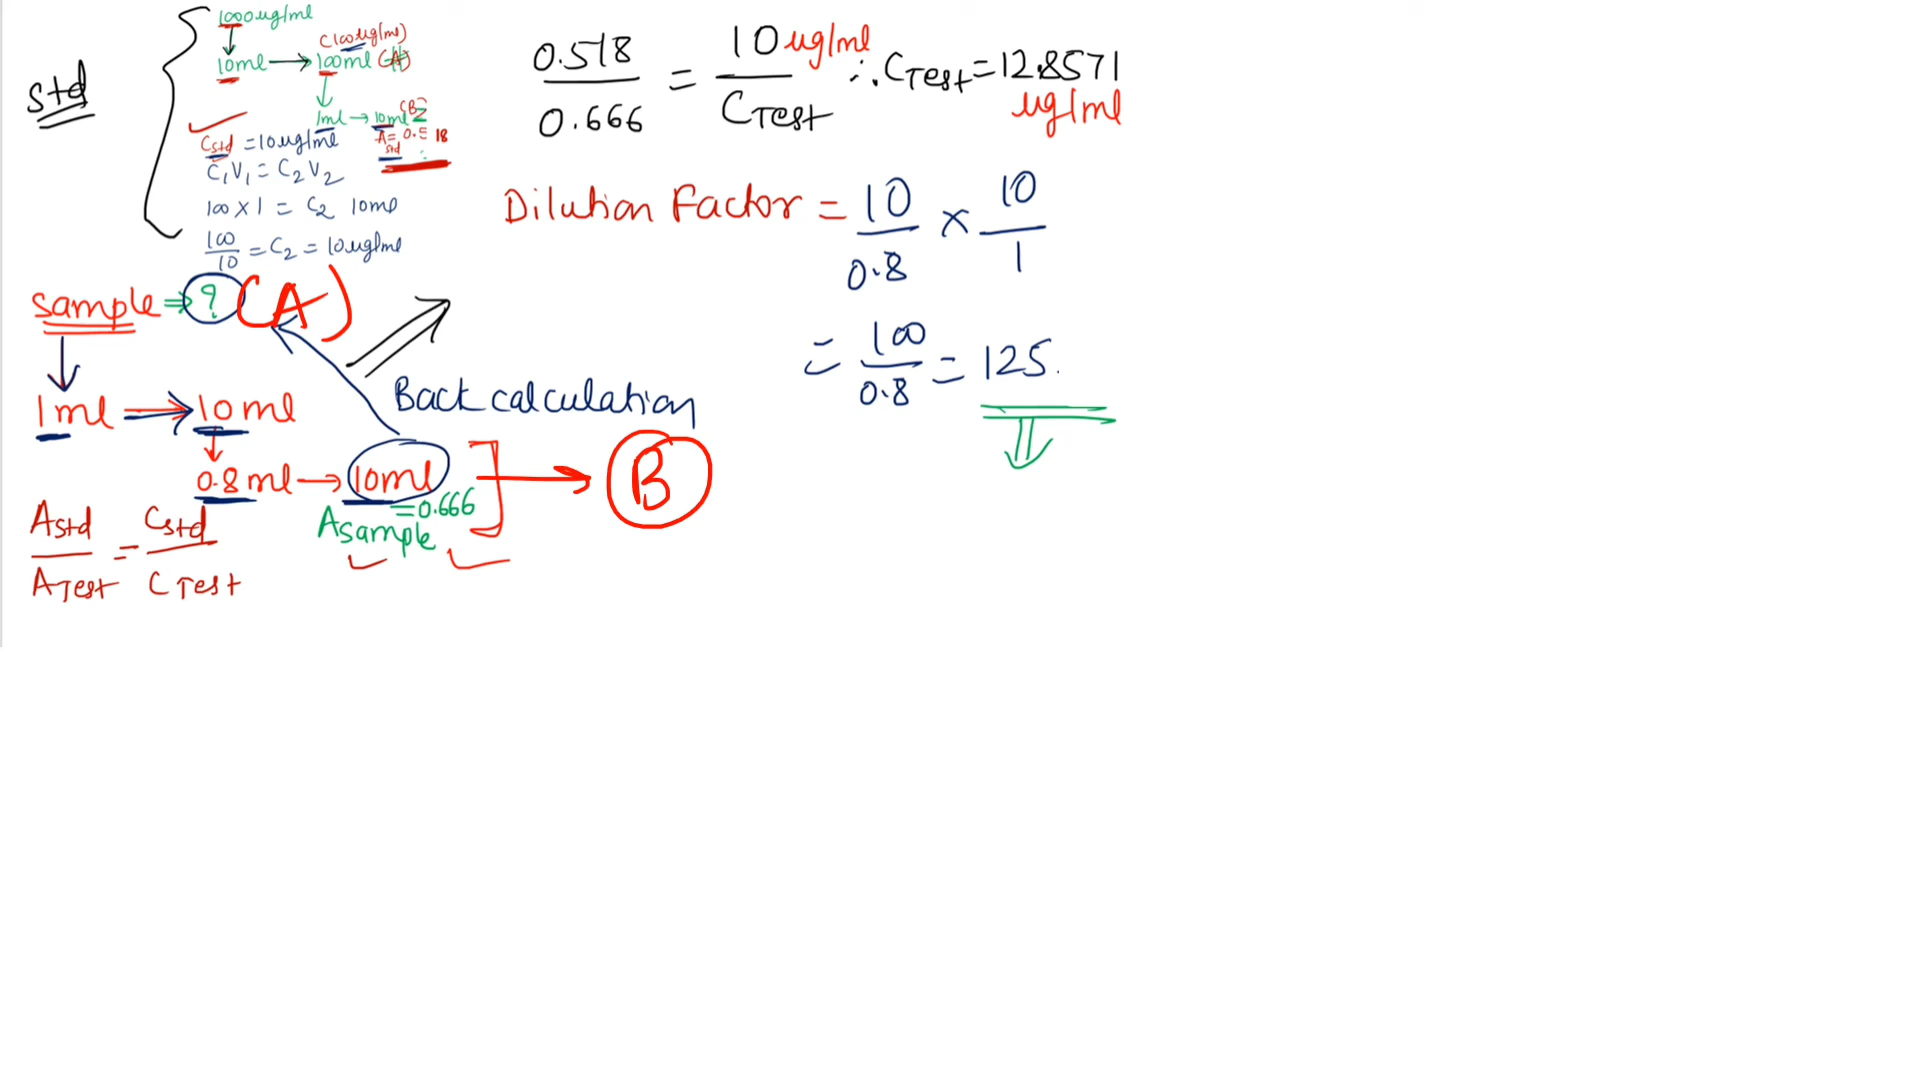 Std
1000ug/ml
(100ug/ml)
10ml → 100ml (A)
1ml → 10ml (B)
Cstd = 10ug/ml
A = 0.518
std
C₁V₁ = C₂V₂
100 x 1 = C₂ 10ml
100/10 = C₂ = 10ug/ml
Sample ⇒ ? (A)
1ml → 10ml
Back calculation
0.8ml → 10ml → B
Asample = 0.666
Astd/ATest = Cstd/CTest
0.518/0.666 = 10ug/ml/CTest ∴ CTest = 12.8571 ug/ml
Dilution Factor = 10/0.8 x 10/1
= 100/0.8 = 125.